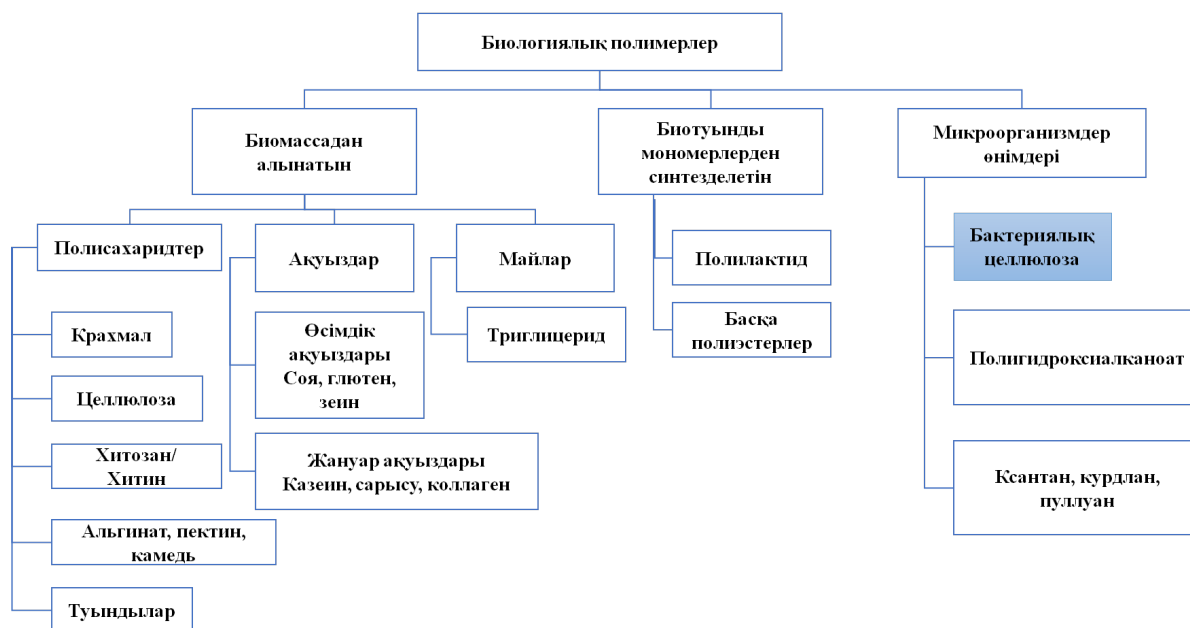 Биологиялық полимерлер
Биомассадан
алынатын
Биотуынды
мономерлерден
синтезделетін
Микроорганизмдер
өнімдері
Полисахаридтер
Ақуыздар
Майлар
Полилактид
Бактериялық
целлюлоза
Крахмал
Өсімдік
ақуыздары
Соя, глютен,
зеин
Триглицерид
Басқа
полиэстерлер
Полигидроксиалканоат
Целлюлоза
Хитозан/
Хитин
Жануар ақуыздары
Казеин, сарысу, коллаген
Ксантан, курдлан,
пуллуан
Альгинат, пектин,
камедь
Туындылар